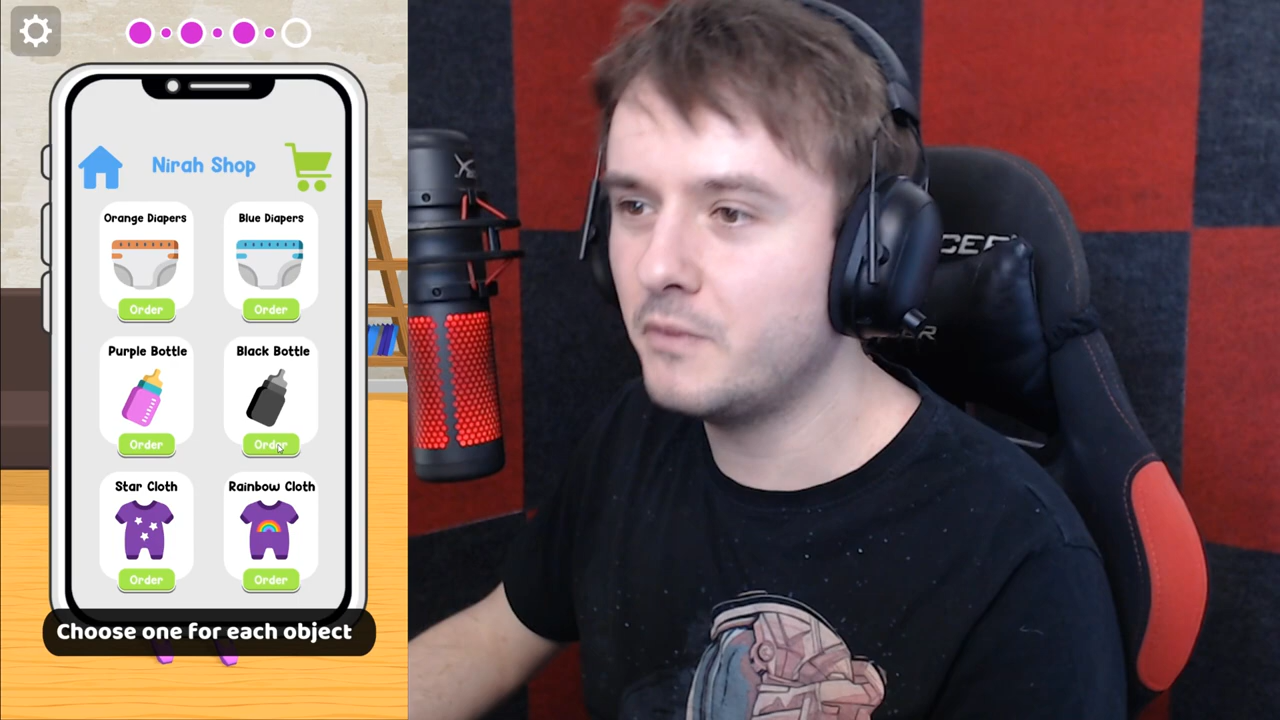 Nirah Shop
Orange Diapers
Blue Diapers
Order
Order
Purple Bottle
Black Bottle
Order
Order
Star Cloth
Rainbow Cloth
Order
Order
Choose one for each object